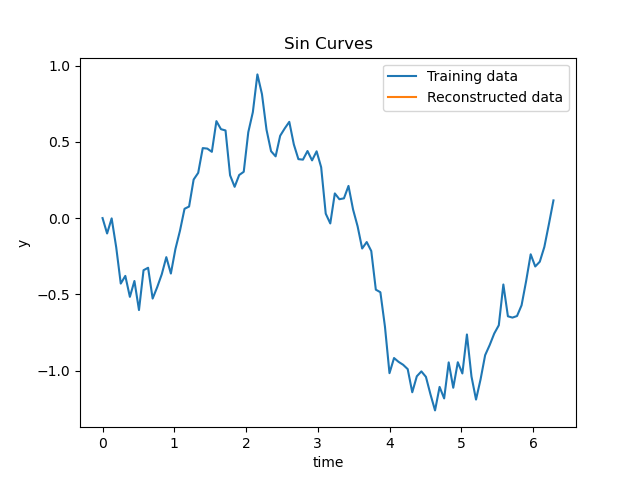 Sin Curves
Training data
Reconstructed data
1.0
0.5
0.0
−0.5
−1.0
y
0 1 2 3 4 5 6
time